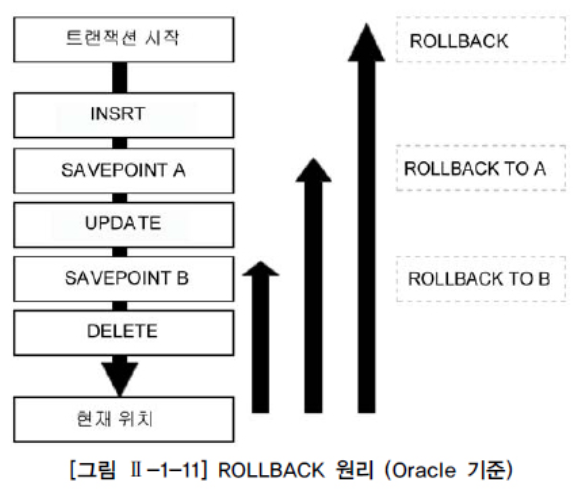 트랜잭션 시작
ROLLBACK
INSRT
SAVEPOINT A
ROLLBACK TO A
UPDATE
SAVEPOINT B
ROLLBACK TO B
DELETE
현재 위치
[그림 Ⅱ-1-11] ROLLBACK 원리 (Oracle 기준)